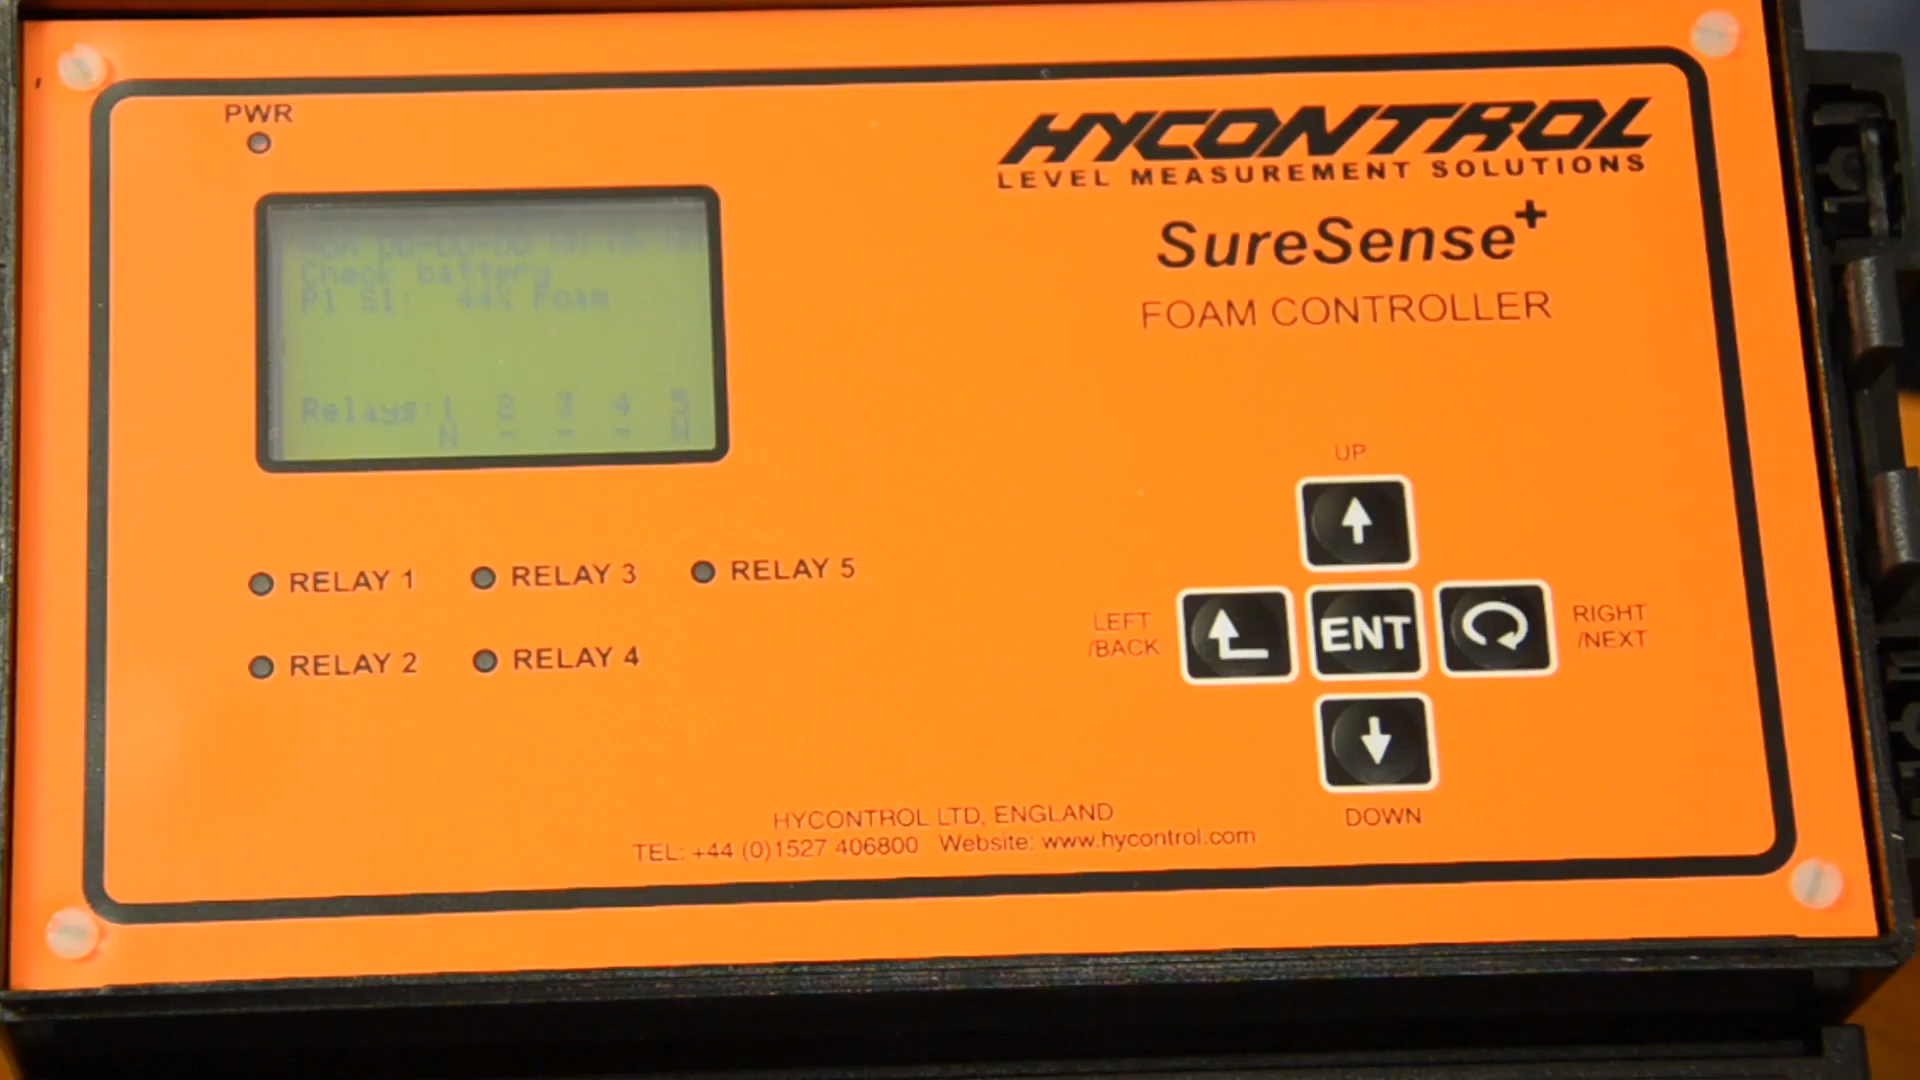 PWR
HYCONTROL
LEVEL MEASUREMENT SOLUTIONS
SureSense+
FOAM CONTROLLER
Check battery
P1 S1: 44% Foam
Relays: 1 2 3 4 5
N - - - N
RELAY 1
RELAY 3
RELAY 5
RELAY 2
RELAY 4
UP
LEFT
/BACK
ENT
RIGHT
/NEXT
DOWN
HYCONTROL LTD, ENGLAND
TEL: +44 (0)1527 406800 Website: www.hycontrol.com